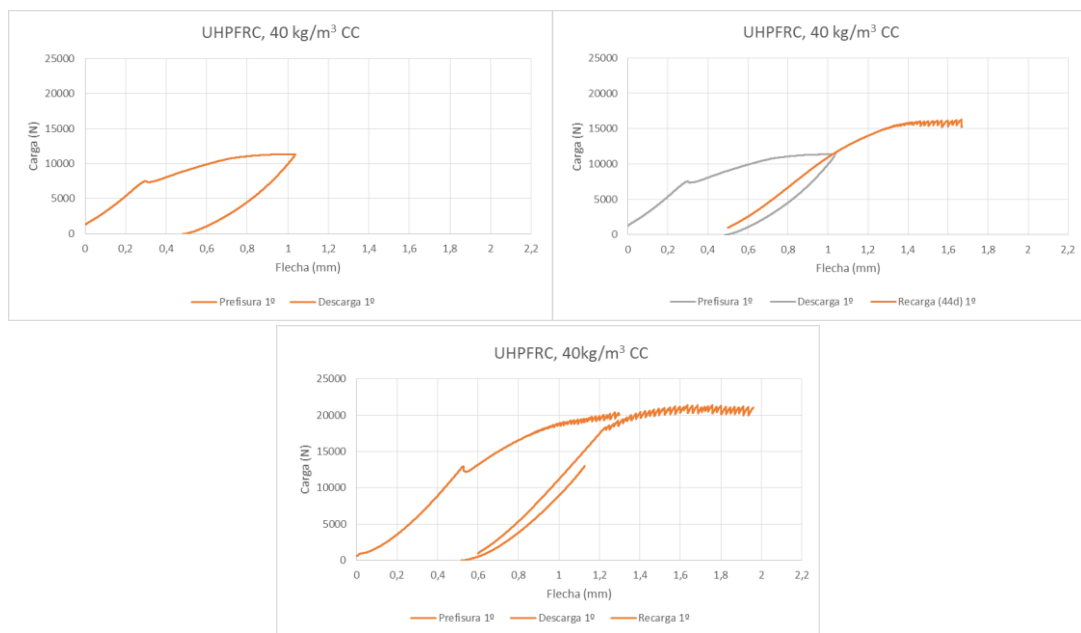 UHPFRC, 40 kg/m³ CC
25000
20000
15000
10000
5000
0
Carga (N)
0 0,2 0,4 0,6 0,8 1 1,2 1,4 1,6 1,8 2 2,2
Flecha (mm)
Prefisura 1º Descarga 1º
UHPFRC, 40 kg/m³ CC
25000
20000
15000
10000
5000
0
Carga (N)
0 0,2 0,4 0,6 0,8 1 1,2 1,4 1,6 1,8 2 2,2
Flecha (mm)
Prefisura 1º Descarga 1º Recarga (44d) 1º
UHPFRC, 40kg/m³ CC
25000
20000
15000
10000
5000
0
Carga (N)
0 0,2 0,4 0,6 0,8 1 1,2 1,4 1,6 1,8 2 2,2
Flecha (mm)
Prefisura 1º Descarga 1º Recarga 1º